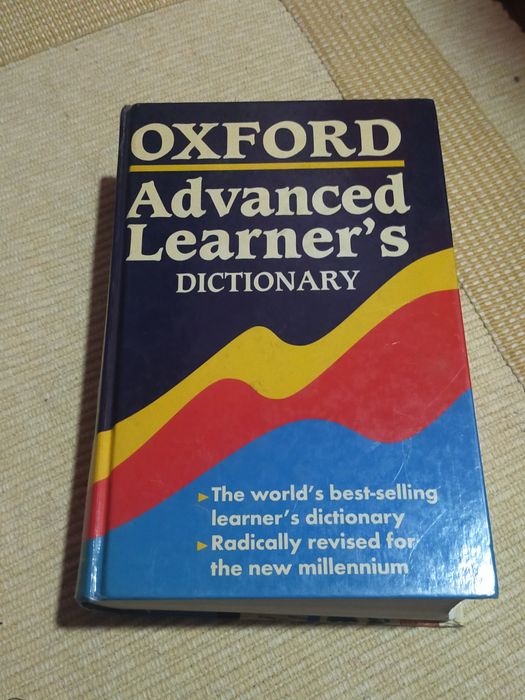 OXFORD
Advanced
Learner's
DICTIONARY
▸The world's best-selling
learner's dictionary
▸Radically revised for
the new millennium